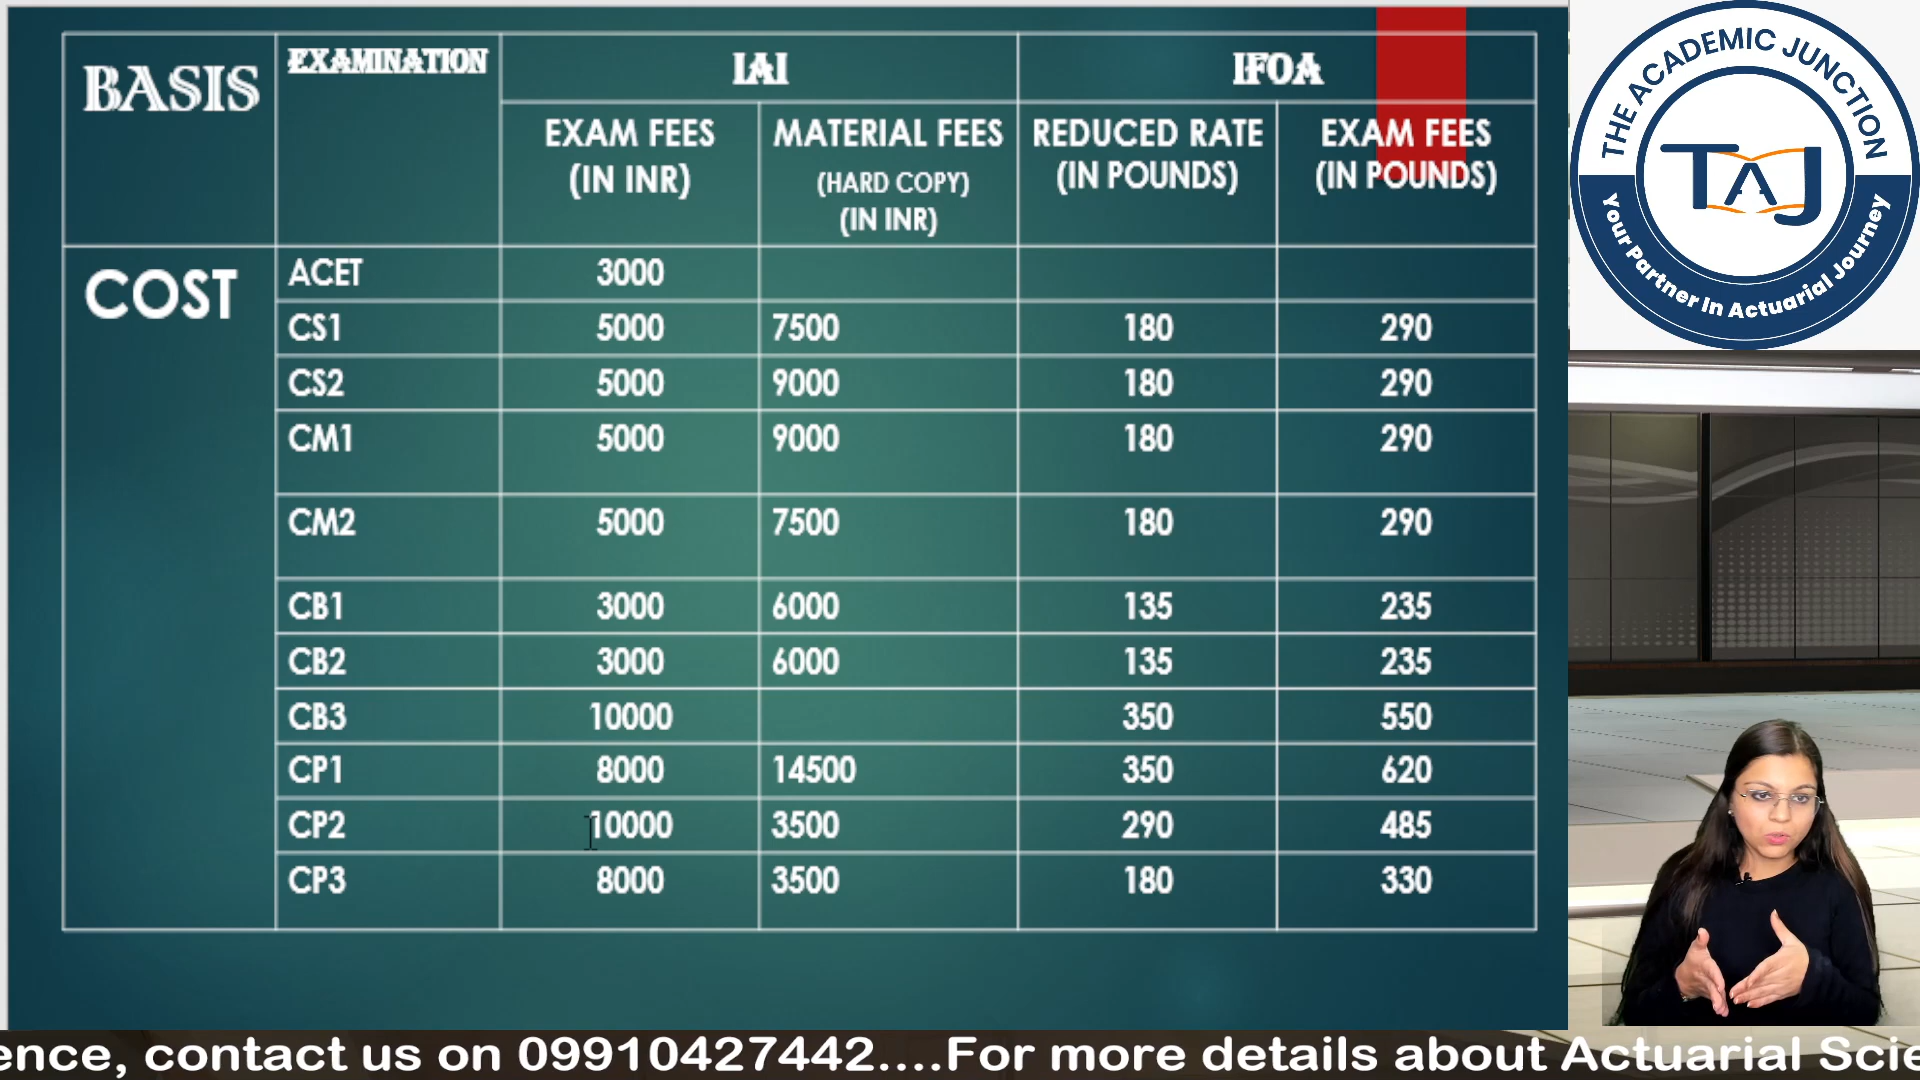 BASIS EXAMINATION IAI IFOA
EXAM FEES MATERIAL FEES REDUCED RATE EXAM FEES
(IN INR) (HARD COPY) (IN POUNDS) (IN POUNDS)
(IN INR)
COST ACET 3000
CS1 5000 7500 180 290
CS2 5000 9000 180 290
CM1 5000 9000 180 290
CM2 5000 7500 180 290
CB1 3000 6000 135 235
CB2 3000 6000 135 235
CB3 10000 350 550
CP1 8000 14500 350 620
CP2 10000 3500 290 485
CP3 8000 3500 180 330
THE ACADEMIC JUNCTION
TAJ
Your Partner In Actuarial Journey
ence, contact us on 09910427442....For more details about Actuarial Scie